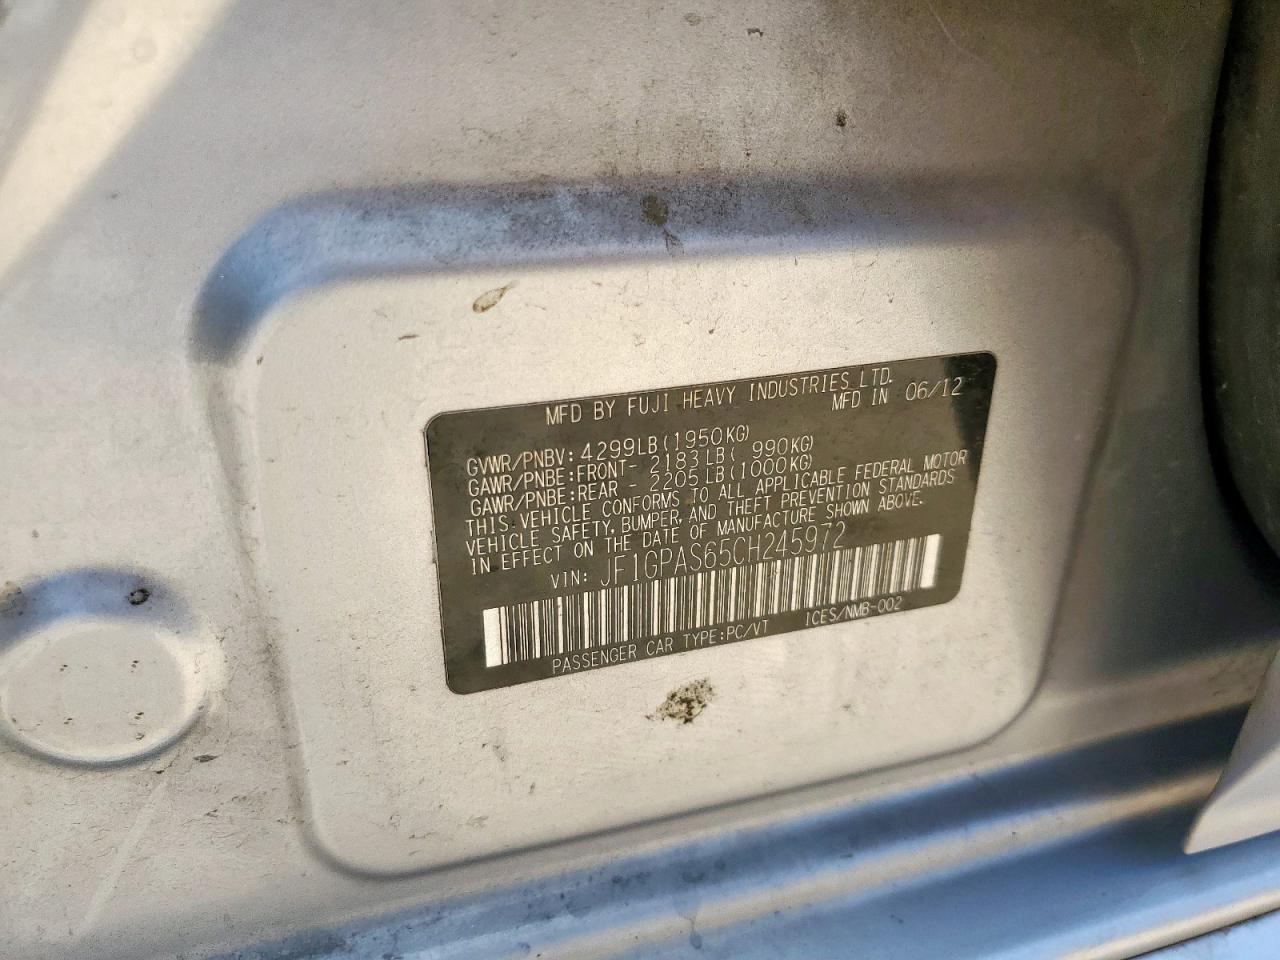 MFD BY FUJI HEAVY INDUSTRIES LTD.
MFD IN 06/12
GVWR/PNBV: 4299LB(1950KG)
GAWR/PNBE:FRONT- 2183LB( 990KG)
GAWR/PNBE:REAR - 2205LB(1000KG)
THIS VEHICLE CONFORMS TO ALL APPLICABLE FEDERAL MOTOR
VEHICLE SAFETY, BUMPER, AND THEFT PREVENTION STANDARDS
IN EFFECT ON THE DATE OF MANUFACTURE SHOWN ABOVE.
VIN: JF1GPAS65CH245972
PASSENGER CAR TYPE:PC/VT ICES/NMB-002